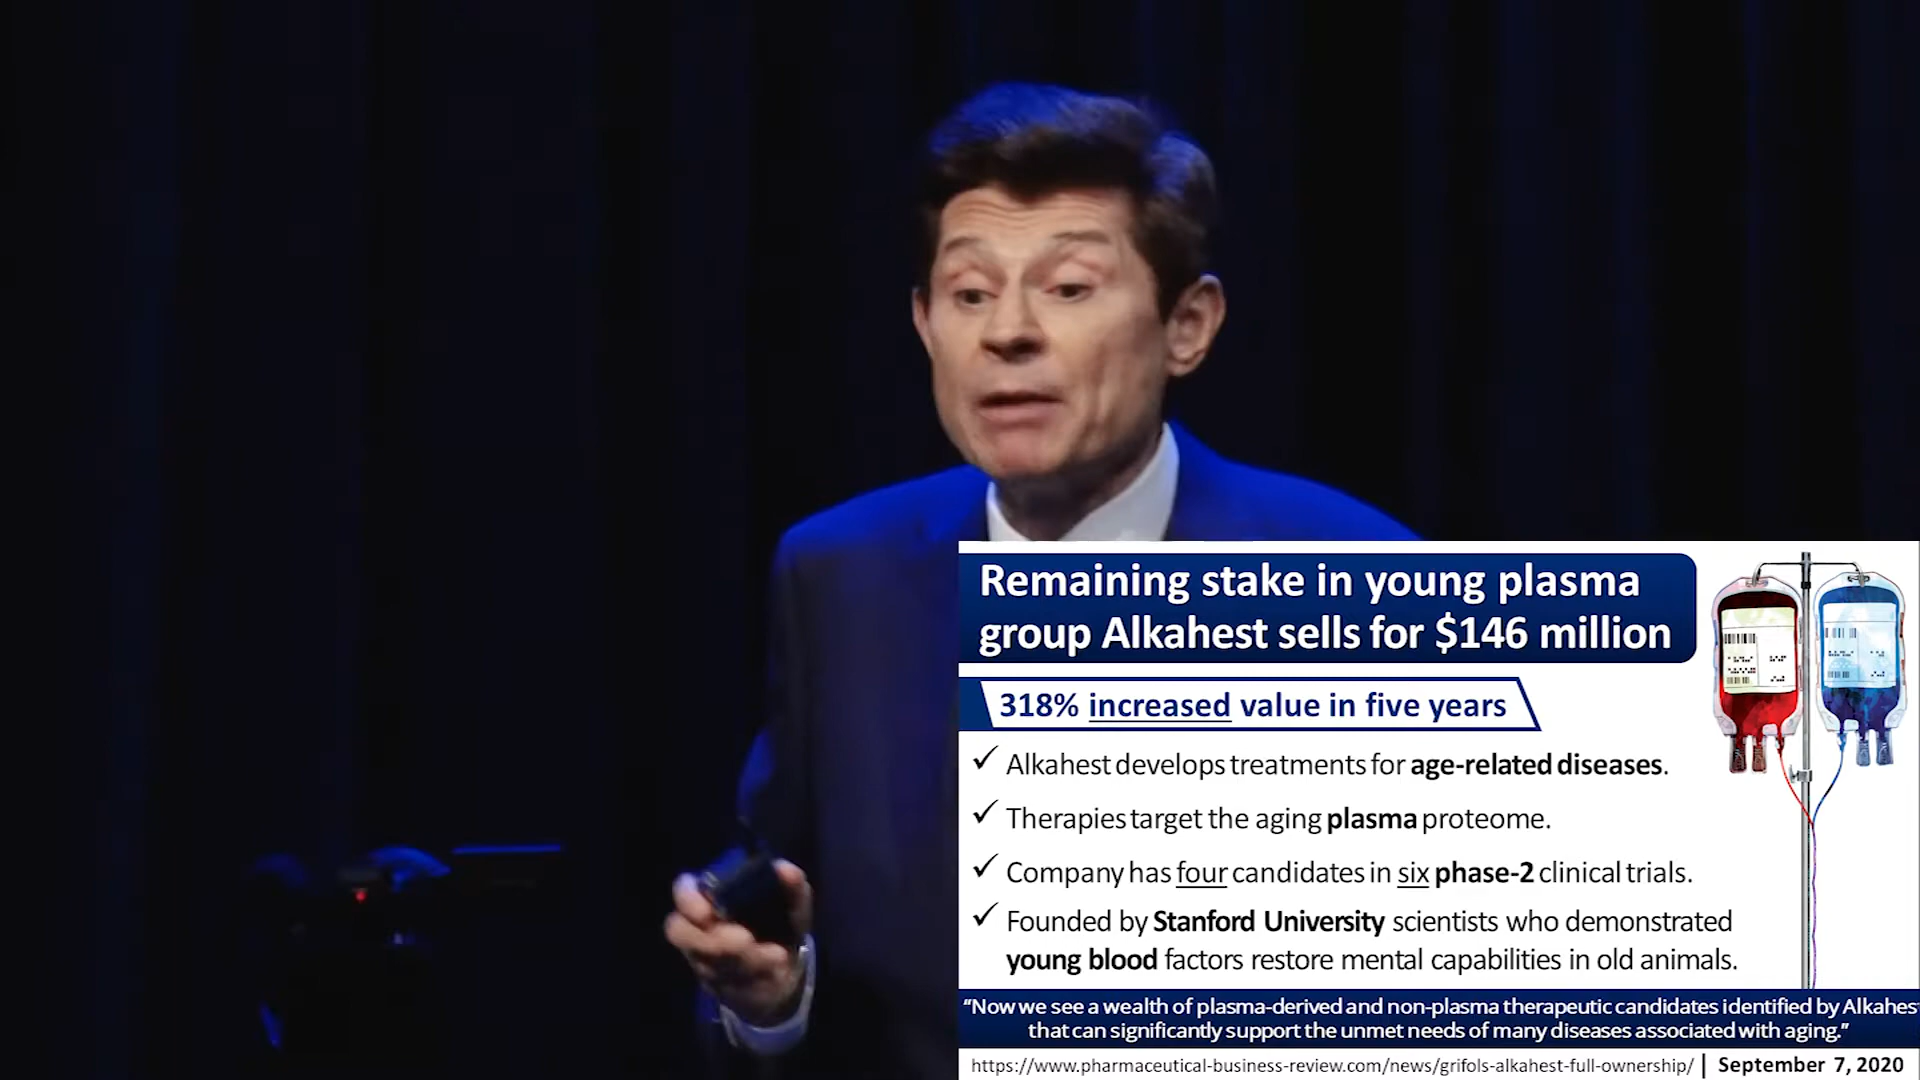 Remaining stake in young plasma
group Alkahest sells for $146 million
318% increased value in five years
✓ Alkahest develops treatments for age-related diseases.
✓ Therapies target the aging plasma proteome.
✓ Company has four candidates in six phase-2 clinical trials.
✓ Founded by Stanford University scientists who demonstrated
young blood factors restore mental capabilities in old animals.
"Now we see a wealth of plasma-derived and non-plasma therapeutic candidates identified by Alkahes
that can significantly support the unmet needs of many diseases associated with aging."
https://www.pharmaceutical-business-review.com/news/grifols-alkahest-full-ownership/ | September 7, 2020